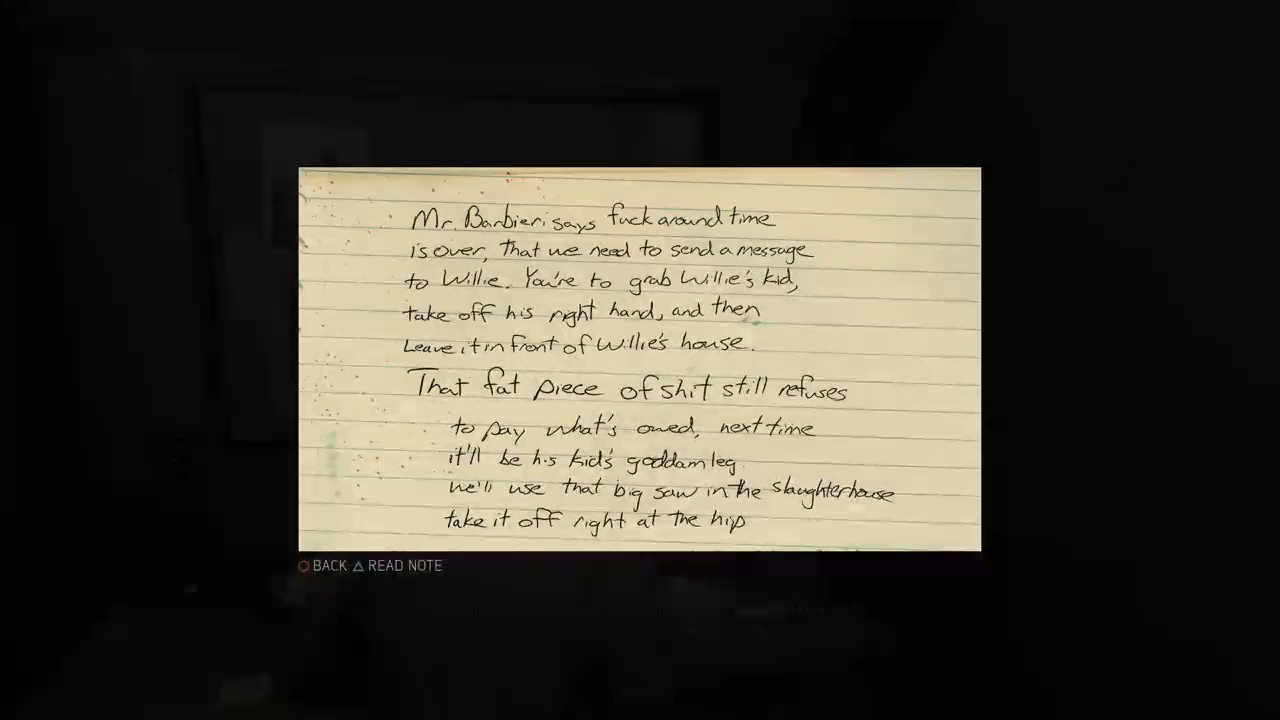 Mr. Barbieri says fuck around time
is over, that we need to send a message
to Willie. You're to grab Willie's kid,
take off his right hand, and then
Leave it in front of Willie's house.
That fat piece of shit still refuses
to pay what's owed, next time
it'll be his kid's goddam leg.
We'll use that big saw in the slaughterhouse
take it off right at the hip
BACK READ NOTE